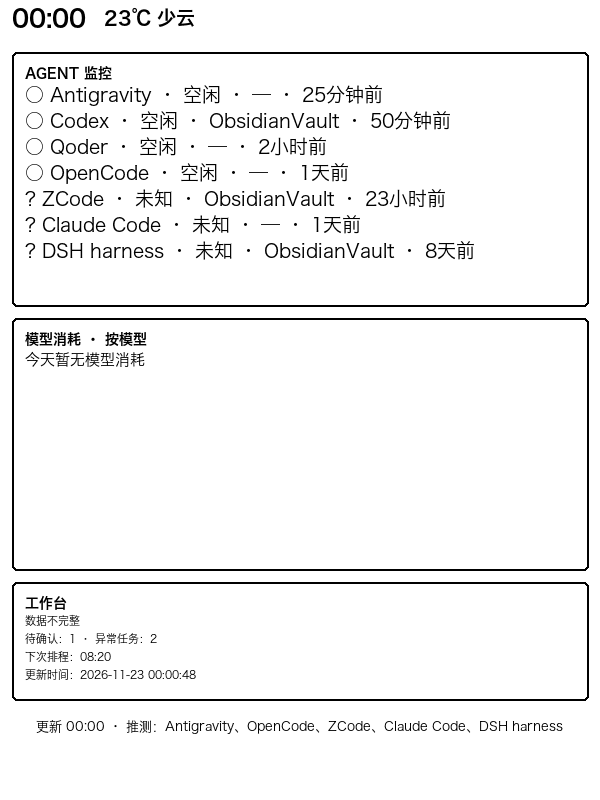 00:00 23℃ 少云
AGENT 监控
○ Antigravity · 空闲 · — · 25分钟前
○ Codex · 空闲 · ObsidianVault · 50分钟前
○ Qoder · 空闲 · — · 2小时前
○ OpenCode · 空闲 · — · 1天前
? ZCode · 未知 · ObsidianVault · 23小时前
? Claude Code · 未知 · — · 1天前
? DSH harness · 未知 · ObsidianVault · 8天前
模型消耗 · 按模型
今天暂无模型消耗
工作台
数据不完整
待确认: 1 · 异常任务: 2
下次排程: 08:20
更新时间: 2026-11-23 00:00:48
更新 00:00 · 推测: Antigravity、OpenCode、ZCode、Claude Code、DSH harness